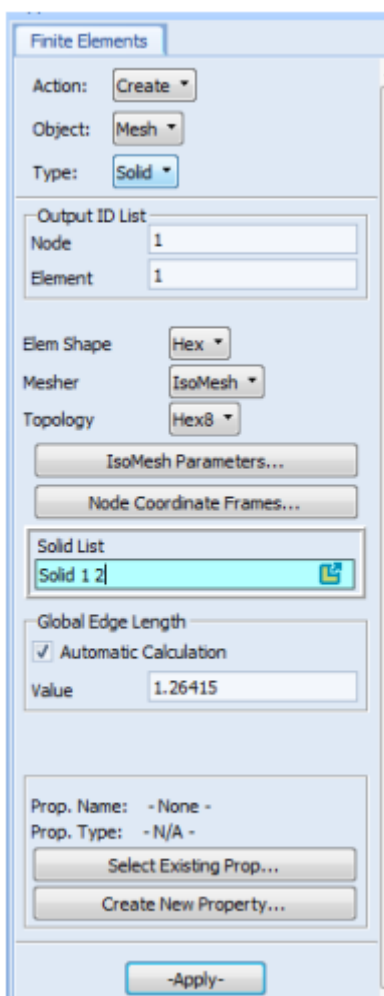 Finite Elements
Action: Create
Object: Mesh
Type: Solid
Output ID List
Node 1
Element 1
Elem Shape Hex
Mesher IsoMesh
Topology Hex8
IsoMesh Parameters...
Node Coordinate Frames...
Solid List
Solid 1 2
Global Edge Length
Automatic Calculation
Value 1.26415
Prop. Name: - None -
Prop. Type: - N/A -
Select Existing Prop...
Create New Property...
-Apply-